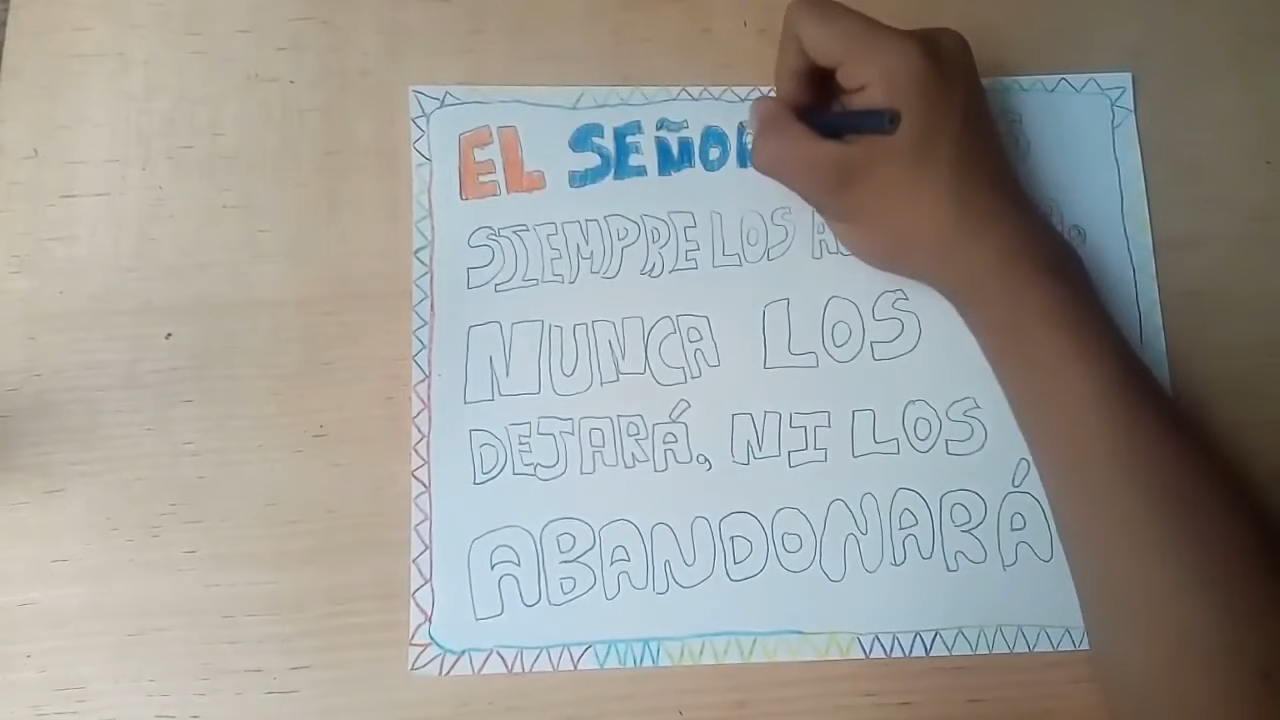 EL SEÑOR
SIEMPRE LOS
NUNCA LOS
DEJARÁ, NI LOS
ABANDONARÁ